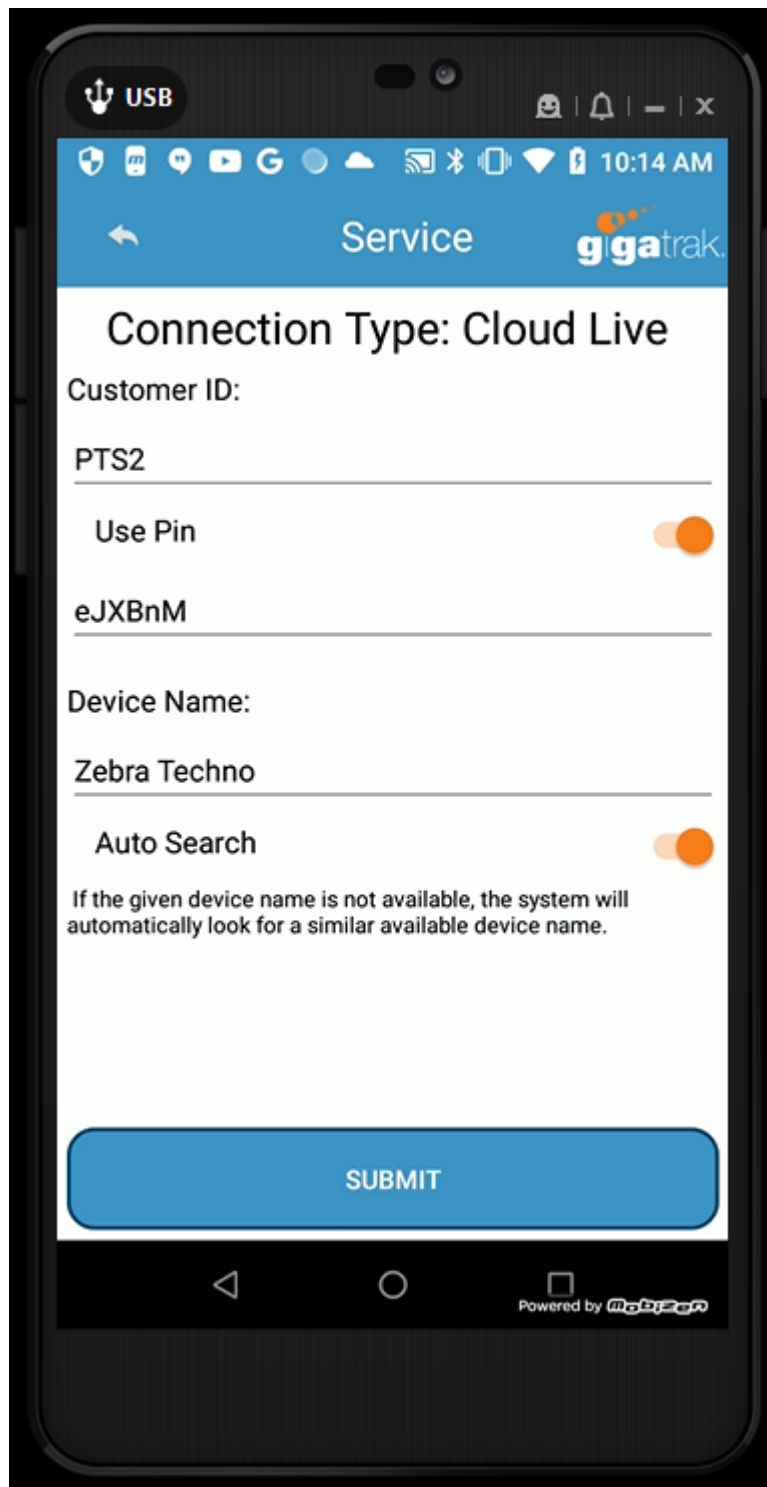 USB
10:14 AM
Service
gigatrak.
Connection Type: Cloud Live
Customer ID:
PTS2
Use Pin
eJXBnM
Device Name:
Zebra Techno
Auto Search
If the given device name is not available, the system will
automatically look for a similar available device name.
SUBMIT
Powered by mobizen